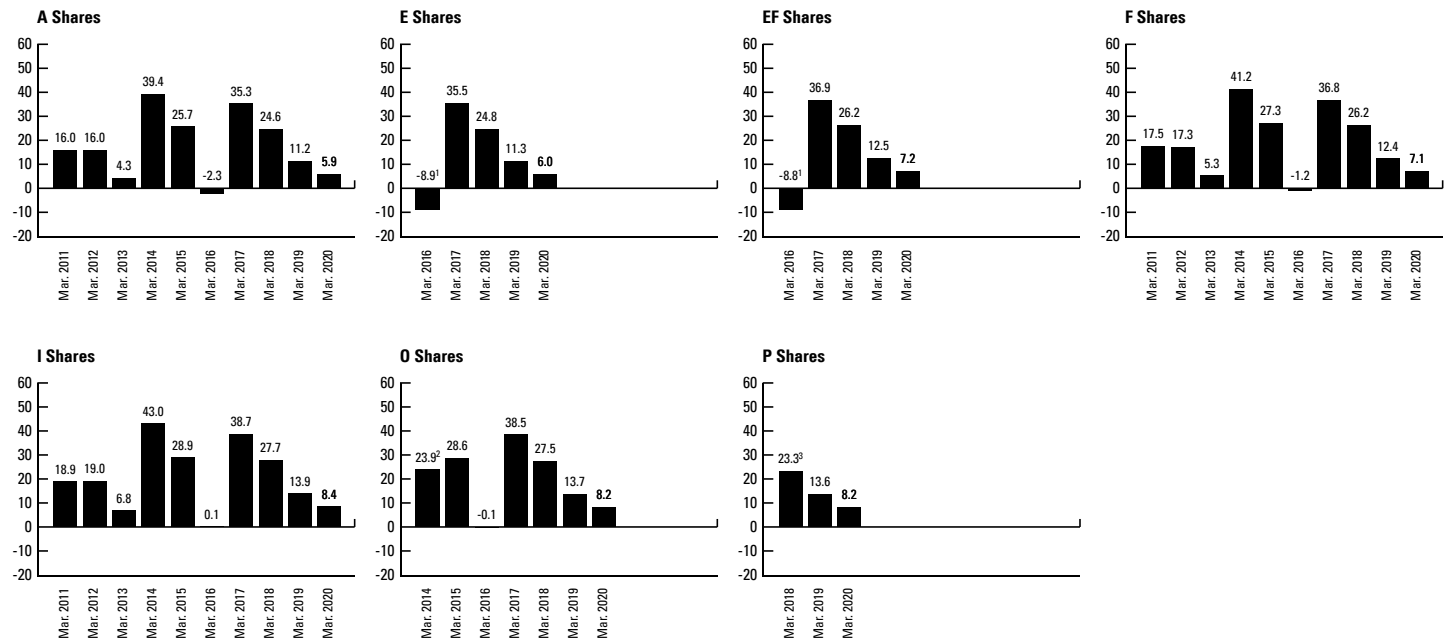 A Shares
60
50
40
30
20
10
0
-10
-20
16.0
16.0
4.3
39.4
25.7
-2.3
35.3
24.6
11.2
5.9
Mar. 2011
Mar. 2012
Mar. 2013
Mar. 2014
Mar. 2015
Mar. 2016
Mar. 2017
Mar. 2018
Mar. 2019
Mar. 2020
E Shares
60
50
40
30
20
10
0
-10
-20
-8.9¹
35.5
24.8
11.3
6.0
Mar. 2016
Mar. 2017
Mar. 2018
Mar. 2019
Mar. 2020
EF Shares
60
50
40
30
20
10
0
-10
-20
-8.8¹
36.9
26.2
12.5
7.2
Mar. 2016
Mar. 2017
Mar. 2018
Mar. 2019
Mar. 2020
F Shares
60
50
40
30
20
10
0
-10
-20
17.5
17.3
5.3
41.2
27.3
-1.2
36.8
26.2
12.4
7.1
Mar. 2011
Mar. 2012
Mar. 2013
Mar. 2014
Mar. 2015
Mar. 2016
Mar. 2017
Mar. 2018
Mar. 2019
Mar. 2020
I Shares
60
50
40
30
20
10
0
-10
-20
18.9
19.0
6.8
43.0
28.9
0.1
38.7
27.7
13.9
8.4
Mar. 2011
Mar. 2012
Mar. 2013
Mar. 2014
Mar. 2015
Mar. 2016
Mar. 2017
Mar. 2018
Mar. 2019
Mar. 2020
O Shares
60
50
40
30
20
10
0
-10
-20
23.9²
28.6
-0.1
38.5
27.5
13.7
8.2
Mar. 2014
Mar. 2015
Mar. 2016
Mar. 2017
Mar. 2018
Mar. 2019
Mar. 2020
P Shares
60
50
40
30
20
10
0
-10
-20
23.3³
13.6
8.2
Mar. 2018
Mar. 2019
Mar. 2020